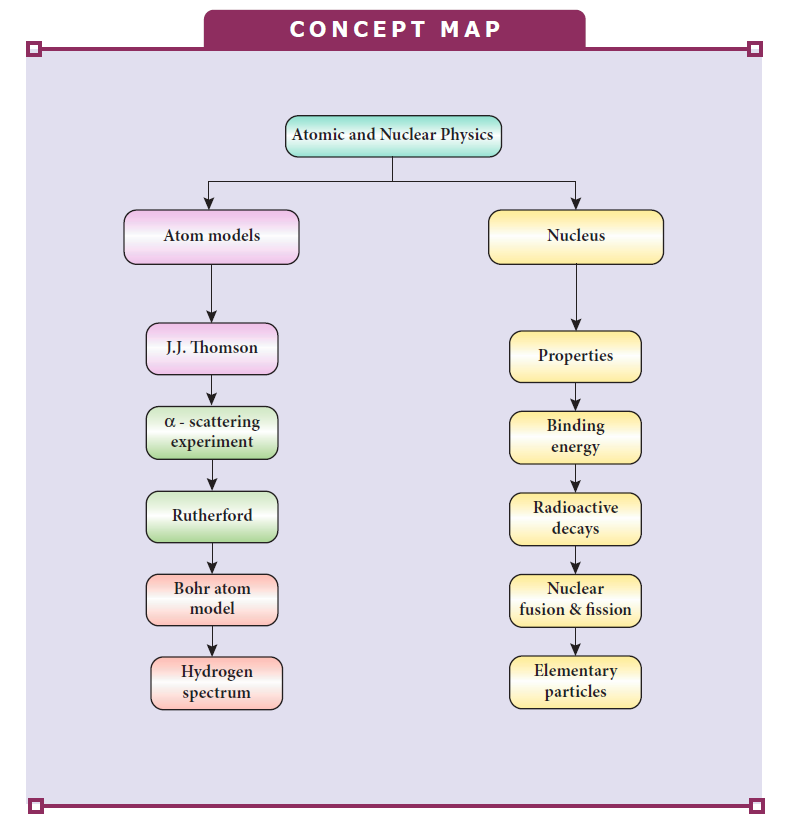 CONCEPT MAP
Atomic and Nuclear Physics
Atom models
Nucleus
J.J. Thomson
Properties
α - scattering
experiment
Binding
energy
Rutherford
Radioactive
decays
Bohr atom
model
Nuclear
fusion & fission
Hydrogen
spectrum
Elementary
particles